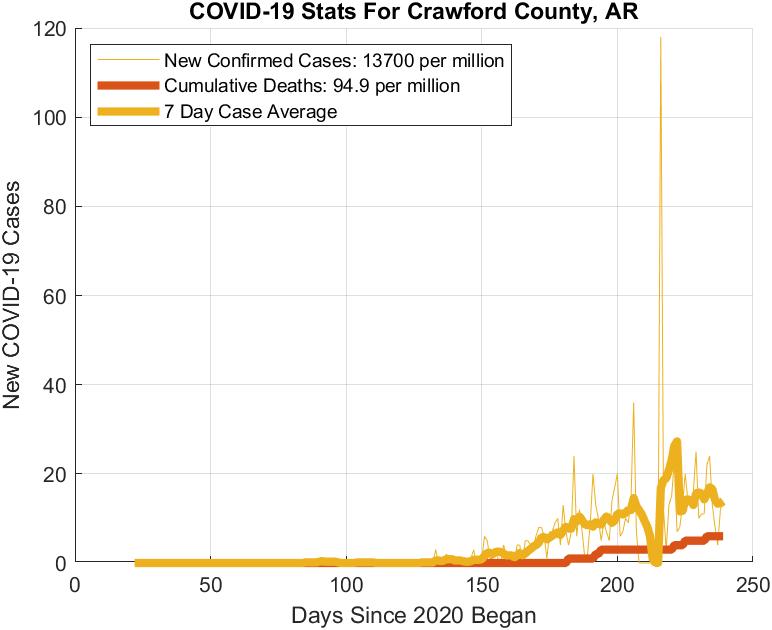 COVID-19 Stats For Crawford County, AR
New Confirmed Cases: 13700 per million
Cumulative Deaths: 94.9 per million
7 Day Case Average
New COVID-19 Cases
120
100
80
60
40
20
0
0 50 100 150 200 250
Days Since 2020 Began